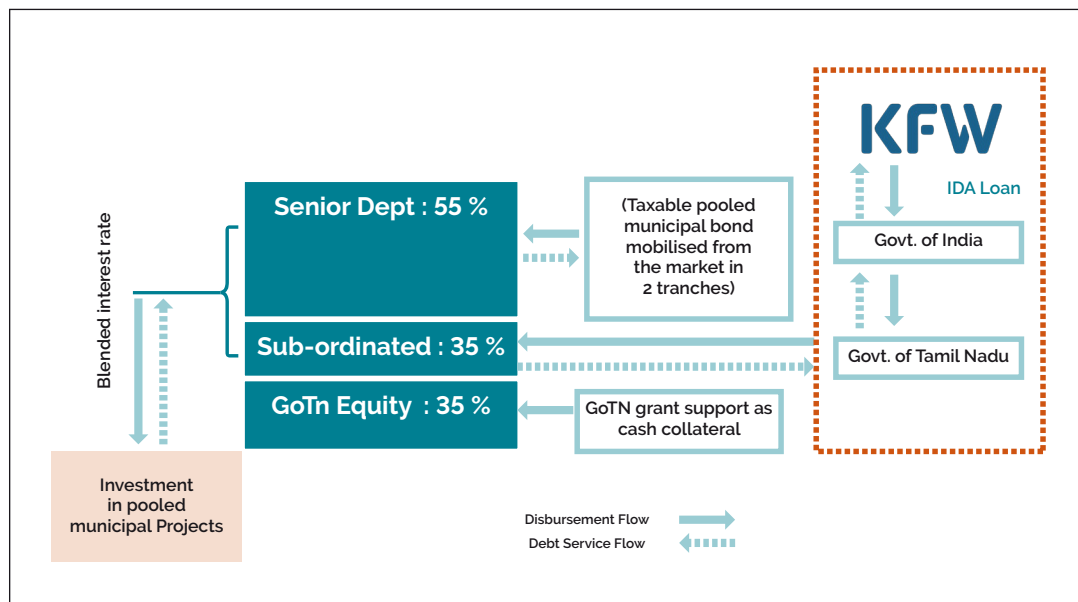 Blended interest rate
Senior Dept : 55 %
Sub-ordinated : 35 %
GoTn Equity : 35 %
(Taxable pooled
municipal bond
mobilised from
the market in
2 tranches)
GoTN grant support as
cash collateral
KFW
IDA Loan
Govt. of India
Govt. of Tamil Nadu
Investment
in pooled
municipal Projects
Disbursement Flow
Debt Service Flow